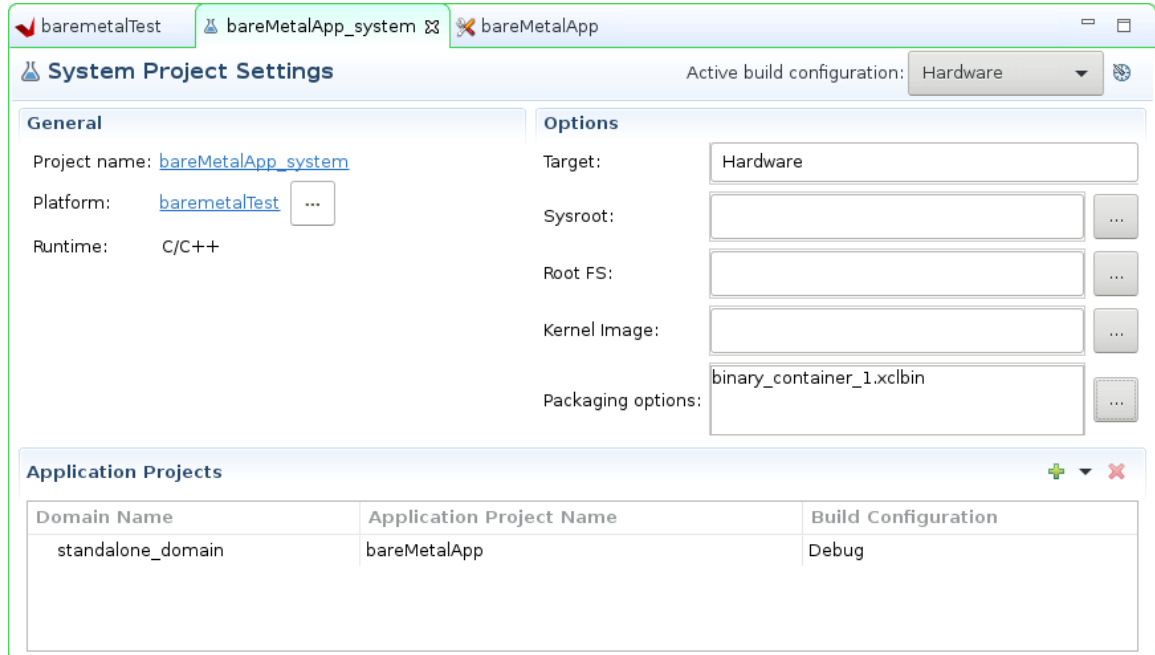 baremetalTest bareMetalApp_system bareMetalApp
System Project Settings Active build configuration: Hardware
General
Project name: bareMetalApp_system
Platform: baremetalTest ...
Runtime: C/C++
Options
Target: Hardware
Sysroot: ...
Root FS: ...
Kernel Image: ...
Packaging options: binary_container_1.xclbin ...
Application Projects
Domain Name Application Project Name Build Configuration
standalone_domain bareMetalApp Debug